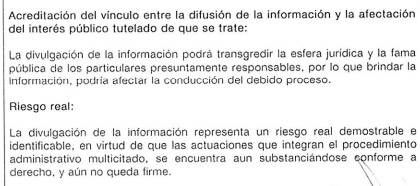 Acreditación del vínculo entre la difusión de la información y la afectación
del interés público tutelado de que se trate:
La divulgación de la información podrá transgredir la esfera jurídica y la fama
pública de los particulares presuntamente responsables, por lo que brindar la
información, podría afectar la conducción del debido proceso.
Riesgo real:
La divulgación de la información representa un riesgo real demostrable e
identificable, en virtud de que las actuaciones que integran el procedimiento
administrativo multicitado, se encuentra aun substanciándose conforme a
derecho, y aún no queda firme.